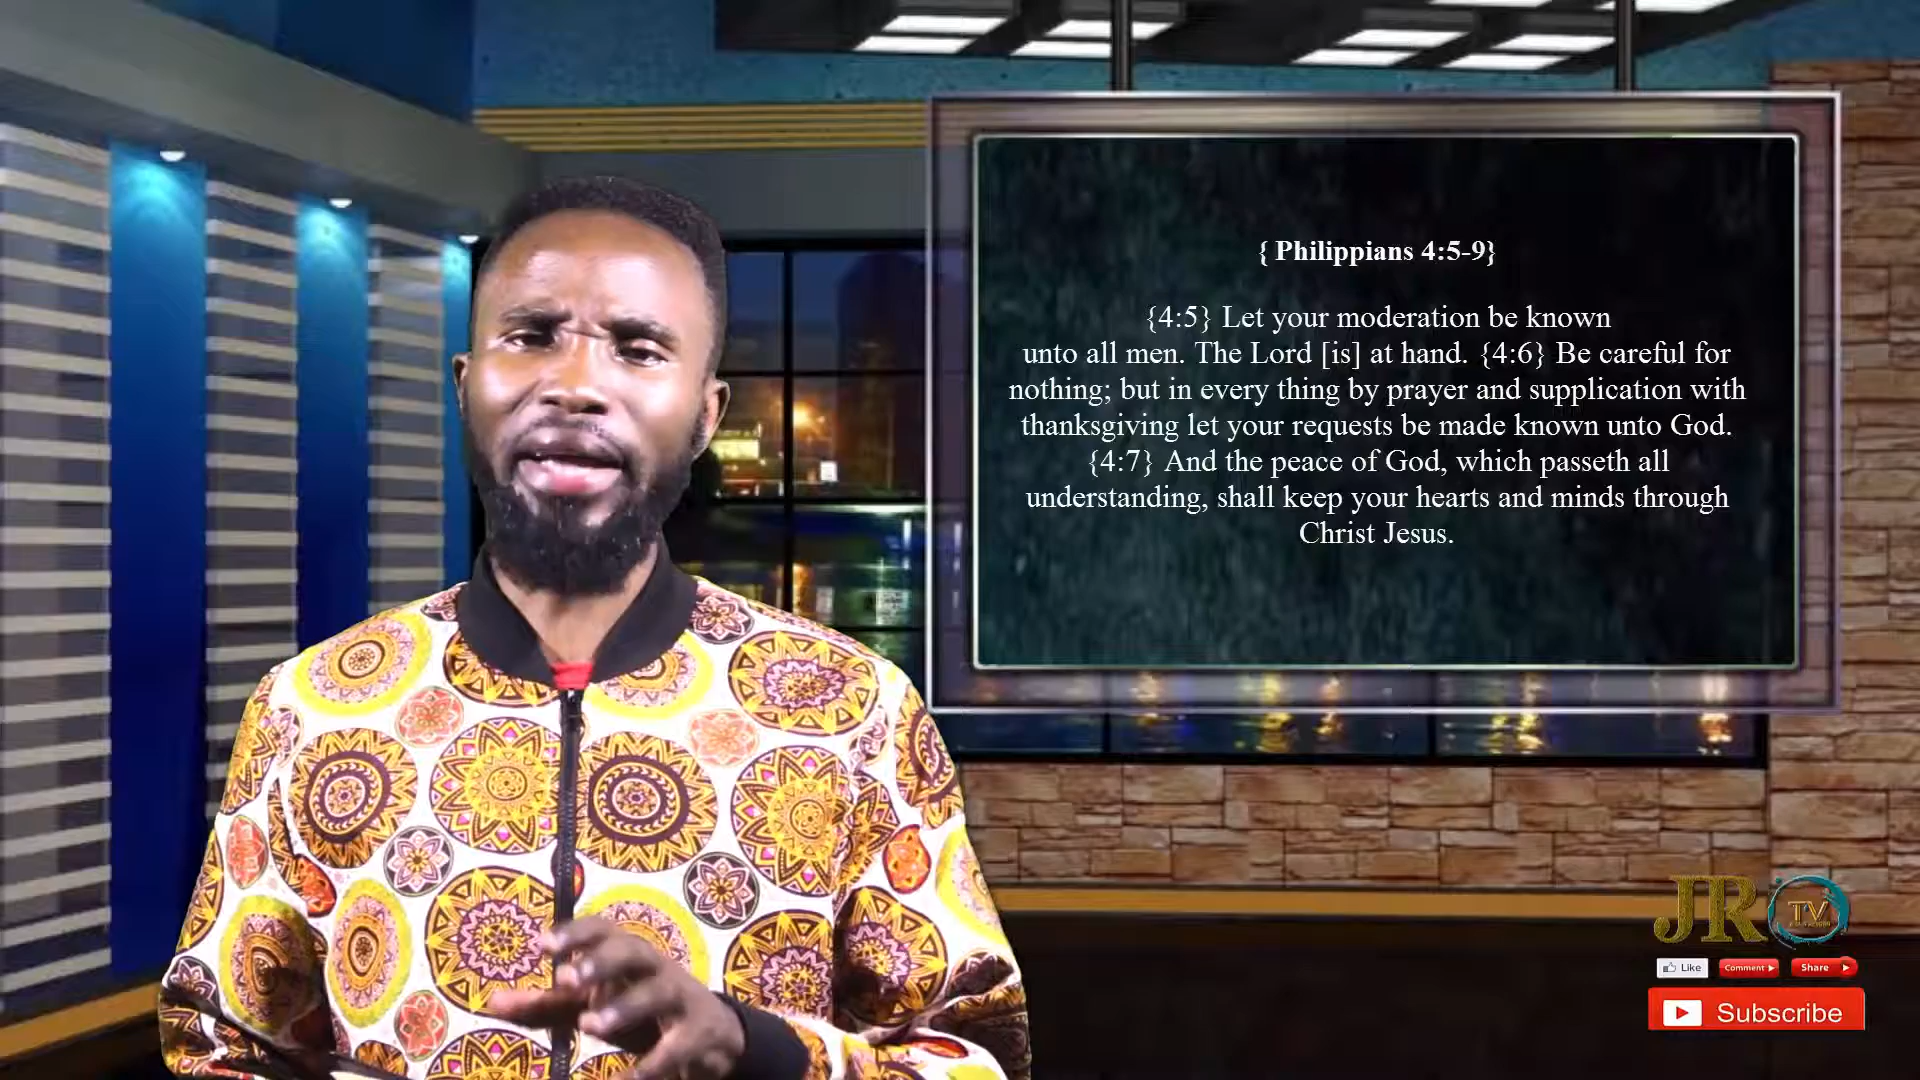 { Philippians 4:5-9}
{4:5} Let your moderation be known
unto all men. The Lord [is] at hand. {4:6} Be careful for
nothing; but in every thing by prayer and supplication with
thanksgiving let your requests be made known unto God.
{4:7} And the peace of God, which passeth all
understanding, shall keep your hearts and minds through
Christ Jesus.
JR
TV
Like
Comment
Share
Subscribe